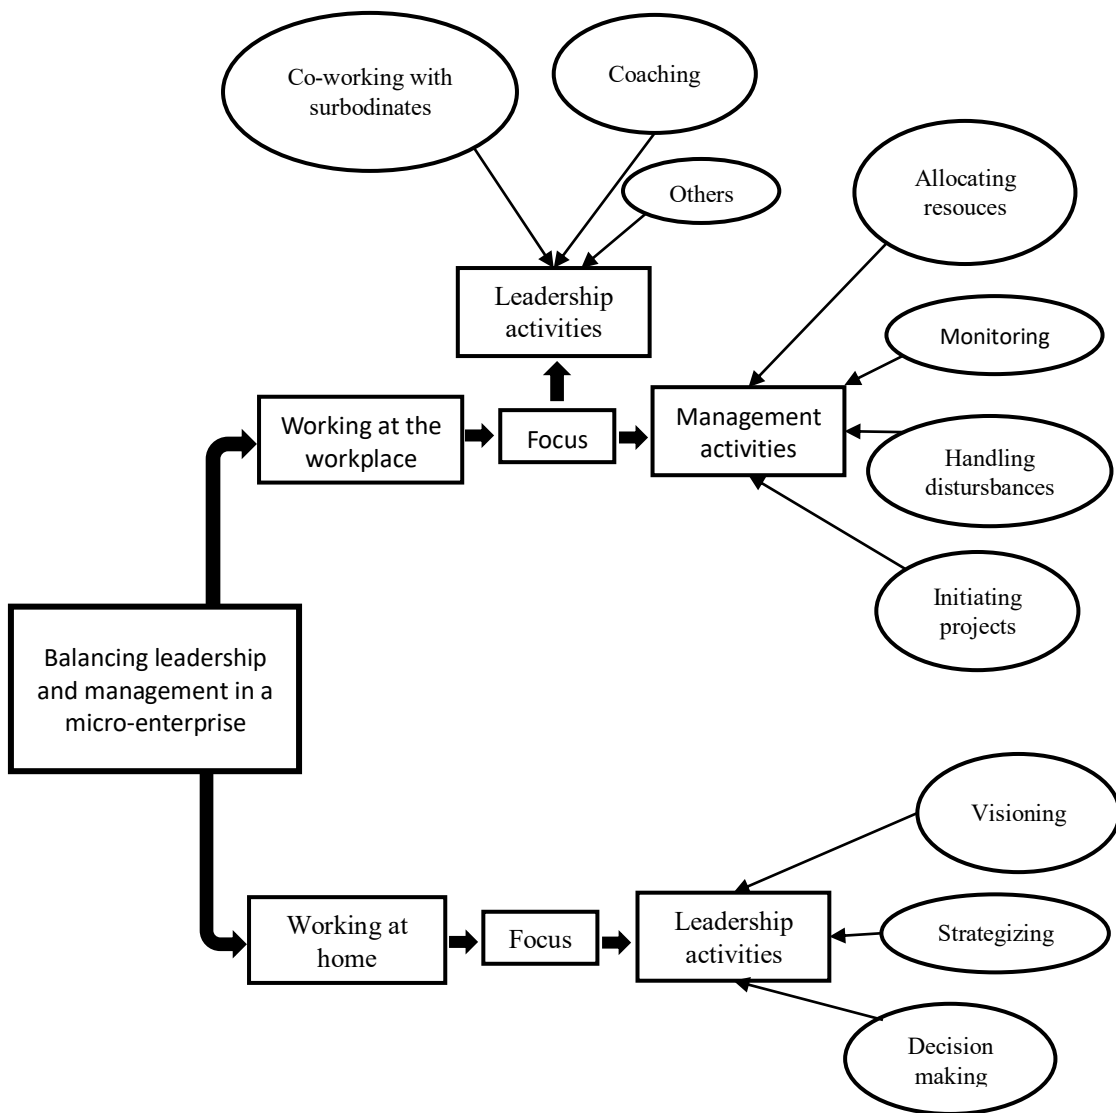 Co-working with
surbodinates
Coaching
Others
Allocating
resouces
Leadership
activities
Monitoring
Working at the
workplace
Focus
Management
activities
Handling
distursbances
Initiating
projects
Balancing leadership
and management in a
micro-enterprise
Visioning
Working at
home
Focus
Leadership
activities
Strategizing
Decision
making